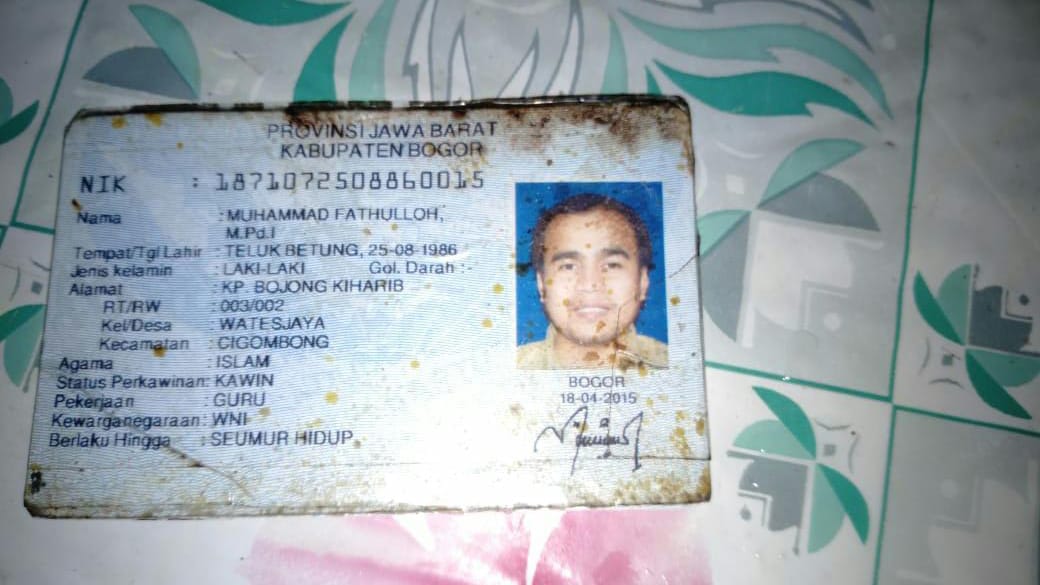 PROVINSI JAWA BARAT
KABUPATEN BOGOR
NIK : 1871072508860015
Nama : MUHAMMAD FATHULLOH,
M.Pd.I
Tempat/Tgl Lahir : TELUK BETUNG, 25-08-1986
Jenis kelamin : LAKI-LAKI Gol. Darah :-
Alamat : KP. BOJONG KIHARIB
RT/RW : 003/002
Kel/Desa : WATESJAYA
Kecamatan : CIGOMBONG
Agama : ISLAM
Status Perkawinan: KAWIN
Pekerjaan : GURU
Kewarganegaraan: WNI
Berlaku Hingga : SEUMUR HIDUP
BOGOR
18-04-2015